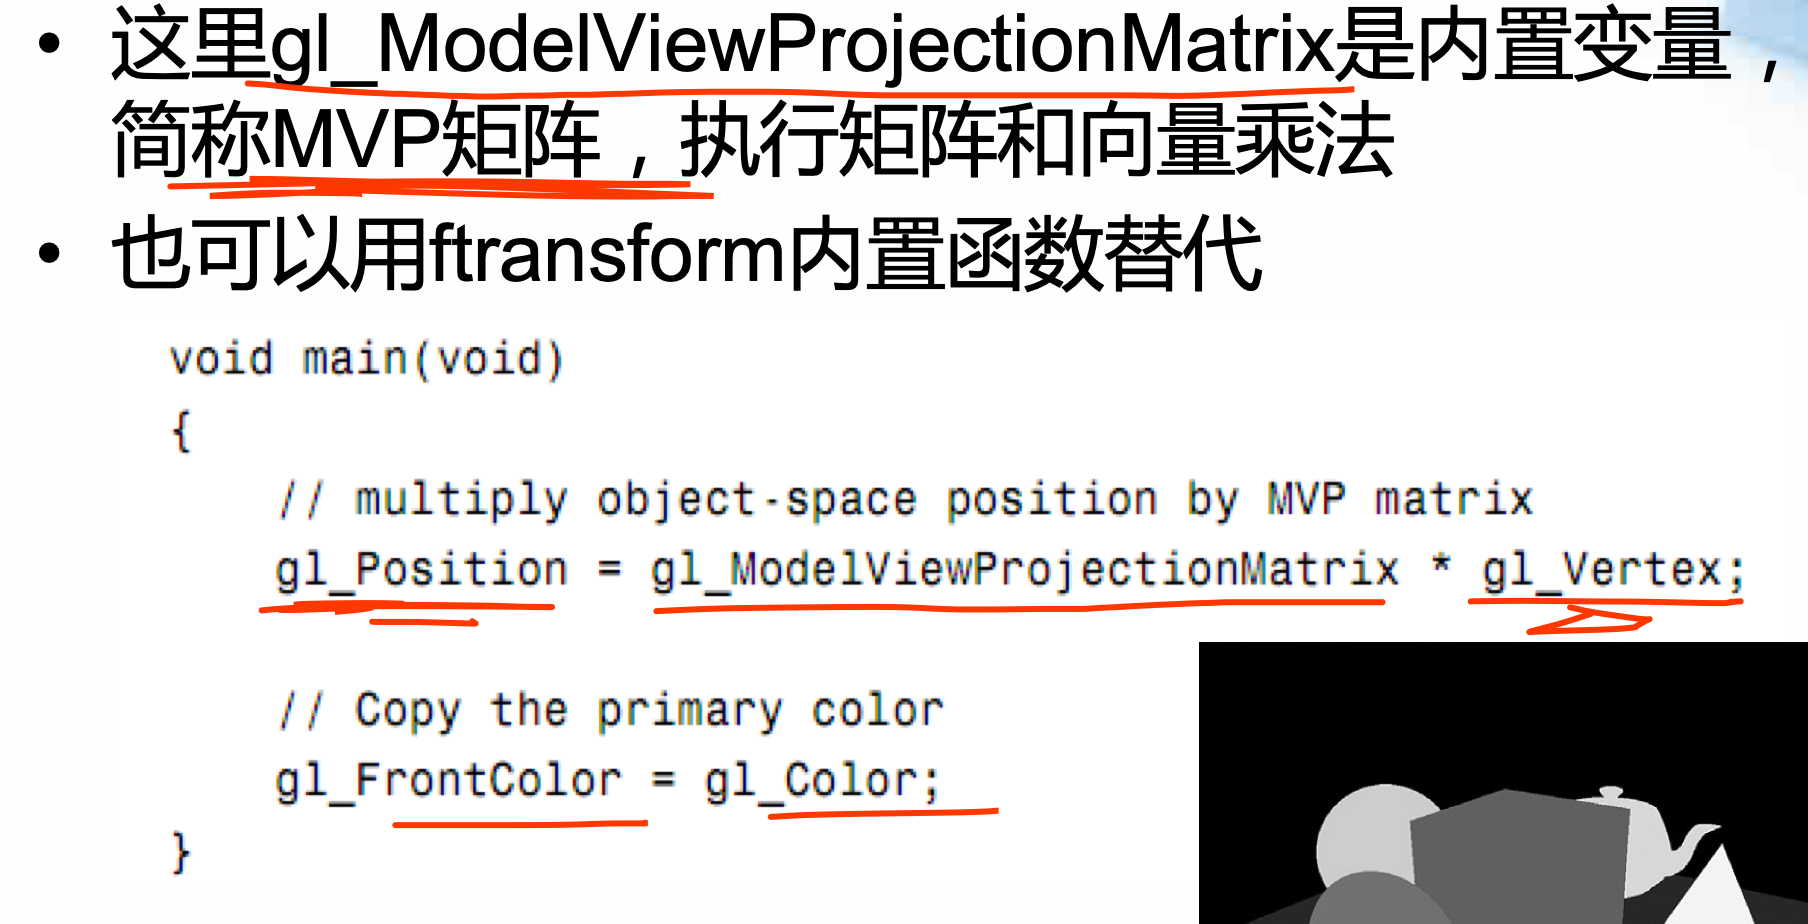 • 这里gl_ModelViewProjectionMatrix是内置变量，
简称MVP矩阵，执行矩阵和向量乘法
• 也可以用ftransform内置函数替代
void main(void)
{
// multiply object-space position by MVP matrix
gl_Position = gl_ModelViewProjectionMatrix * gl_Vertex;
// Copy the primary color
gl_FrontColor = gl_Color;
}